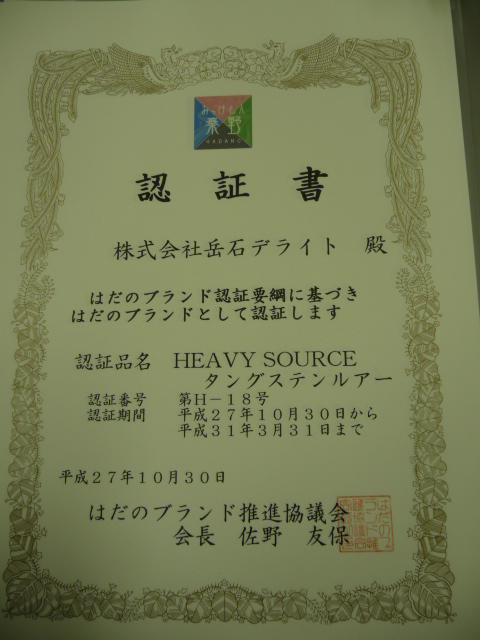 みっけもん
秦野
HADANO
認証書
株式会社岳石デライト 殿
はだのブランド認証要綱に基づき
はだのブランドとして認証します
認証品名 HEAVY SOURCE
タングステンルアー
認証番号 第H－18号
認証期間 平成27年10月30日から
平成31年3月31日まで
平成27年10月30日
はだのブランド推進協議会
会長 佐野 友保